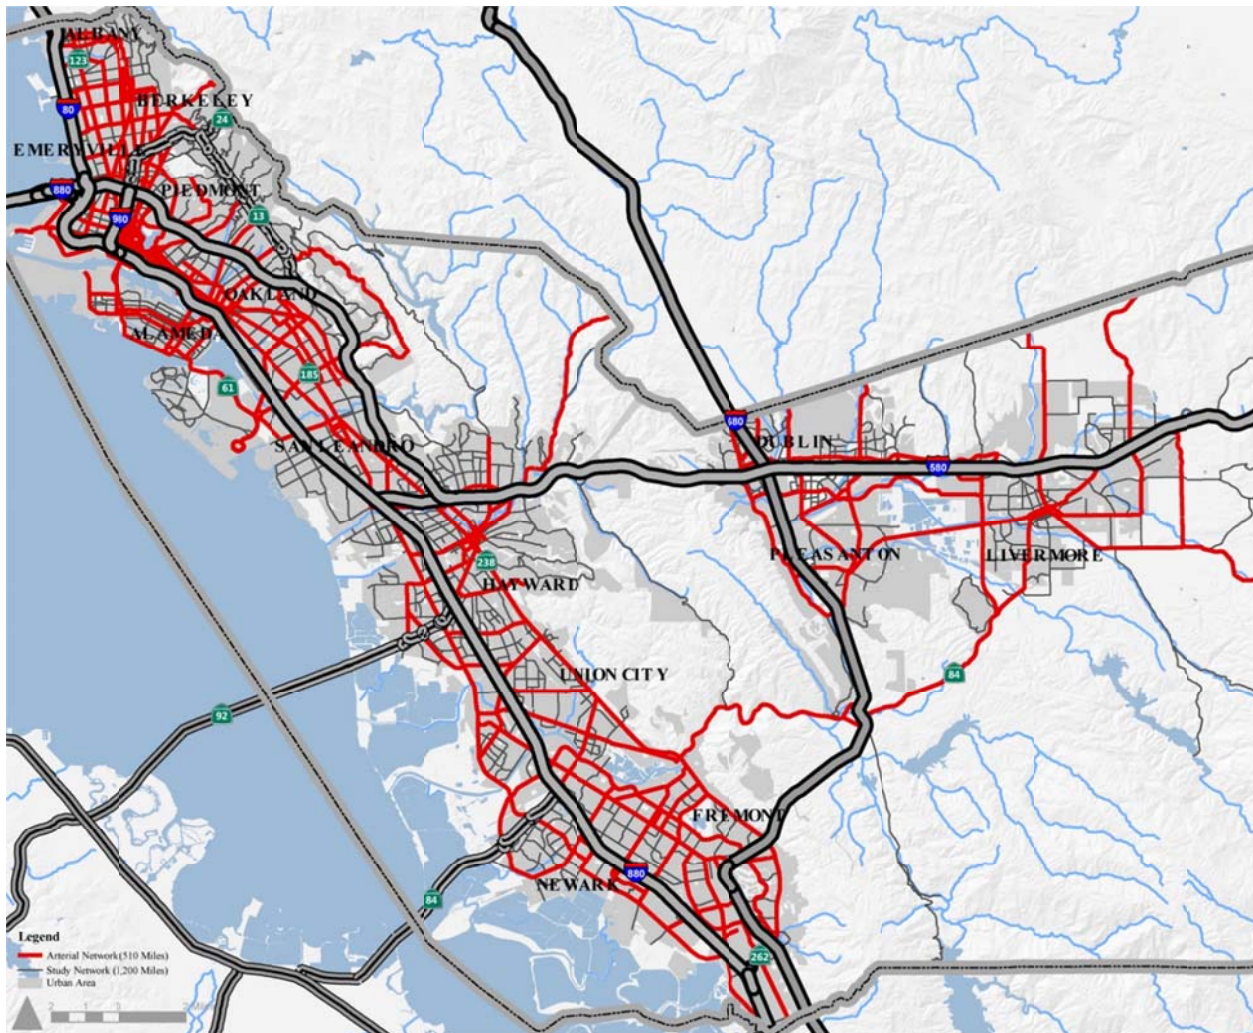 ALBANY
123
BERKELEY
80
24
EMERYVILLE
880
PIEDMONT
980
13
OAKLAND
ALAMEDA
61
185
SAN LEANDRO
680
DUBLIN
580
PLEASANTON
LIVERMORE
238
HAYWARD
UNION CITY
84
92
FREMONT
880
NEWARK
84
262
Legend
Arterial Network(510 Miles)
Study Network (1,200 Miles)
Urban Area